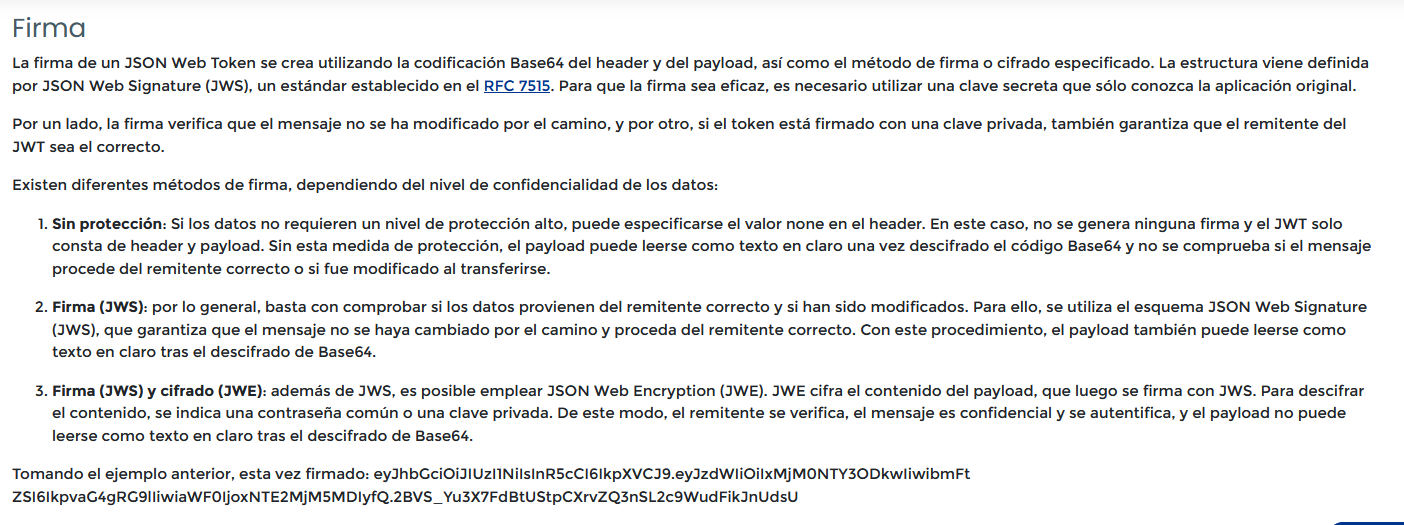 Firma
La firma de un JSON Web Token se crea utilizando la codificación Base64 del header y del payload, así como el método de firma o cifrado especificado. La estructura viene definida
por JSON Web Signature (JWS), un estándar establecido en el RFC 7515. Para que la firma sea eficaz, es necesario utilizar una clave secreta que sólo conozca la aplicación original.
Por un lado, la firma verifica que el mensaje no se ha modificado por el camino, y por otro, si el token está firmado con una clave privada, también garantiza que el remitente del
JWT sea el correcto.
Existen diferentes métodos de firma, dependiendo del nivel de confidencialidad de los datos:
1. Sin protección: Si los datos no requieren un nivel de protección alto, puede especificarse el valor none en el header. En este caso, no se genera ninguna firma y el JWT solo
consta de header y payload. Sin esta medida de protección, el payload puede leerse como texto en claro una vez descifrado el código Base64 y no se comprueba si el mensaje
procede del remitente correcto o si fue modificado al transferirse.
2. Firma (JWS): por lo general, basta con comprobar si los datos provienen del remitente correcto y si han sido modificados. Para ello, se utiliza el esquema JSON Web Signature
(JWS), que garantiza que el mensaje no se haya cambiado por el camino y proceda del remitente correcto. Con este procedimiento, el payload también puede leerse como
texto en claro tras el descifrado de Base64.
3. Firma (JWS) y cifrado (JWE): además de JWS, es posible emplear JSON Web Encryption (JWE). JWE cifra el contenido del payload, que luego se firma con JWS. Para descifrar
el contenido, se indica una contraseña común o una clave privada. De este modo, el remitente se verifica, el mensaje es confidencial y se autentifica, y el payload no puede
leerse como texto en claro tras el descifrado de Base64.
Tomando el ejemplo anterior, esta vez firmado: eyJhbGciOiJIUzI1NiIsInR5cCI6IkpXVCJ9.eyJzdWIiOiIxMjM0NTY3ODkwIiwibmFt
ZSI6IkpvaG4gRG9lIiwiaWF0IjoxNTE2MjM5MDIyfQ.2BVS_Yu3X7FdBtUStpCXrvZQ3nSL2c9WudFikJnUdsU